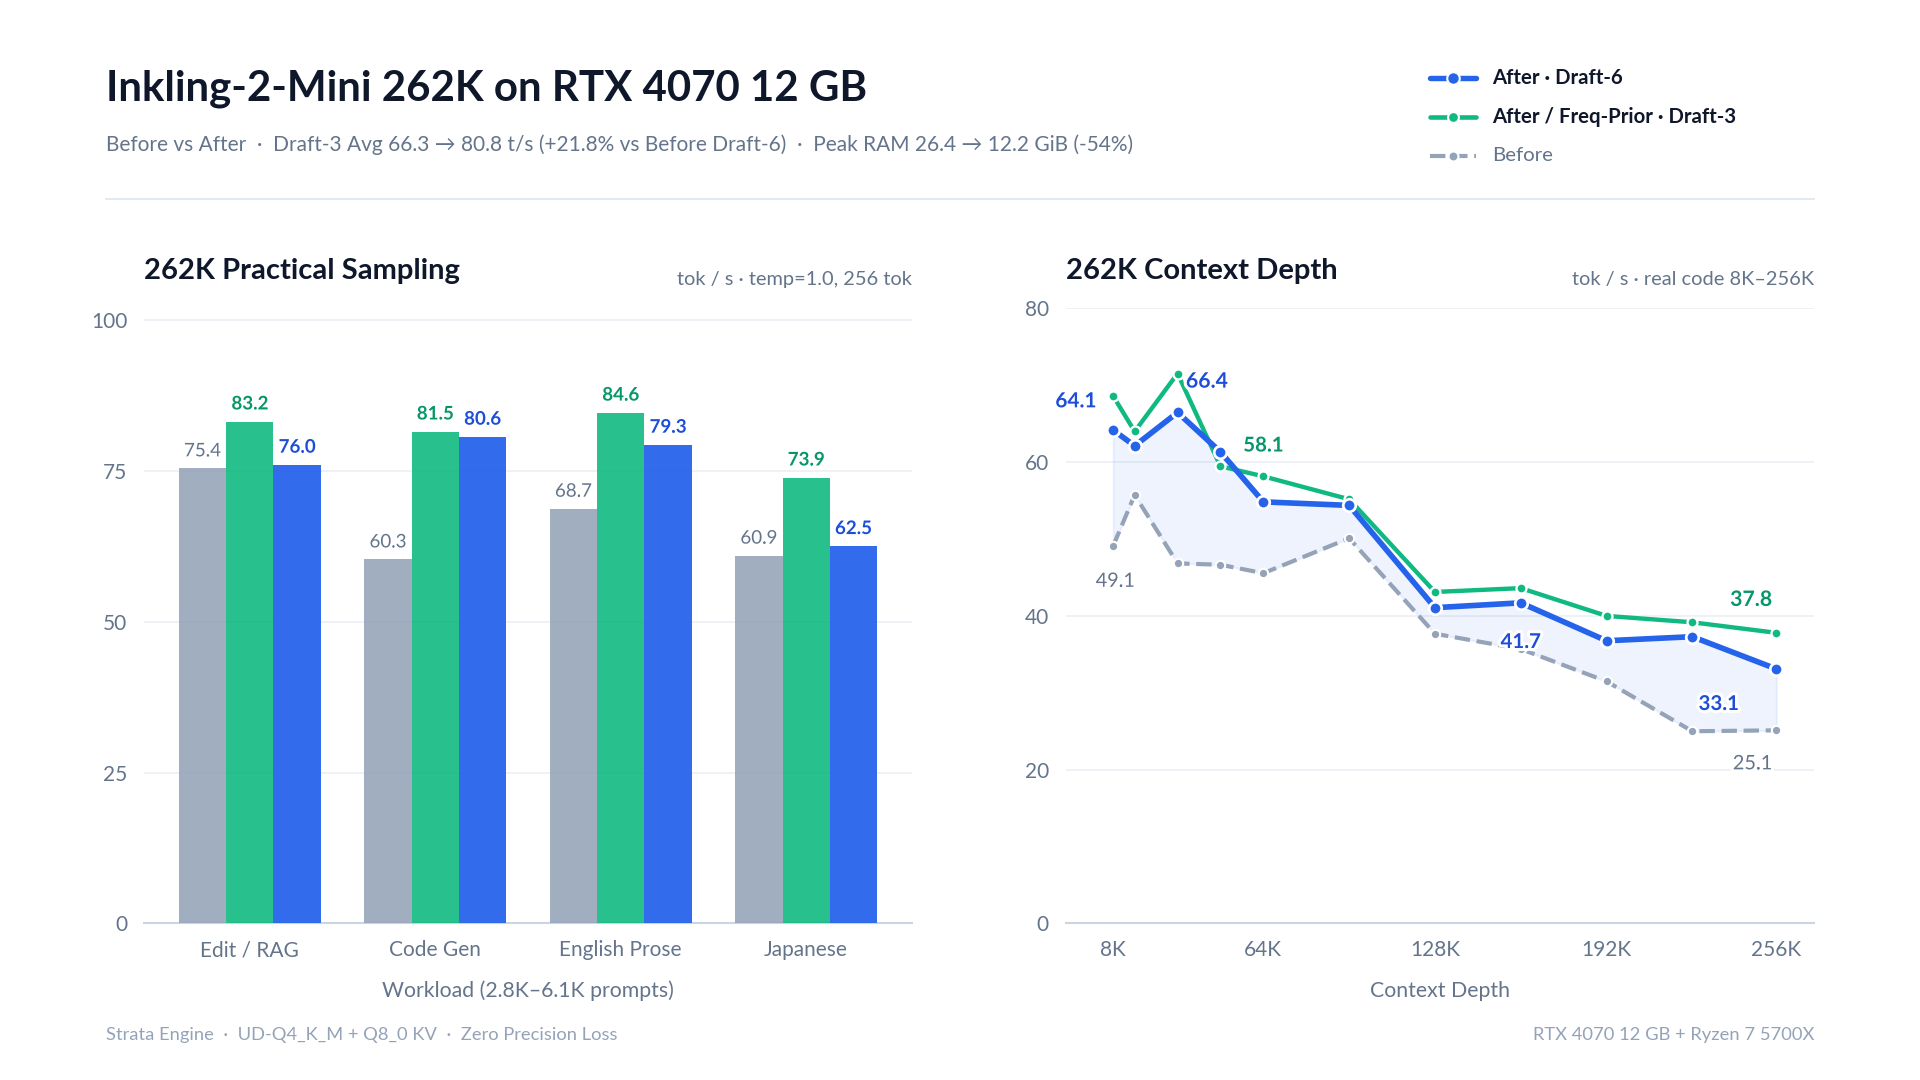 Inkling-2-Mini 262K on RTX 4070 12 GB
Before vs After · Draft-3 Avg 66.3 → 80.8 t/s (+21.8% vs Before Draft-6) · Peak RAM 26.4 → 12.2 GiB (-54%)
After · Draft-6
After / Freq-Prior · Draft-3
Before
262K Practical Sampling
tok / s · temp=1.0, 256 tok
100
75
50
25
0
75.4
83.2
76.0
60.3
81.5
80.6
68.7
84.6
79.3
60.9
73.9
62.5
Edit / RAG
Code Gen
English Prose
Japanese
Workload (2.8K–6.1K prompts)
262K Context Depth
tok / s · real code 8K–256K
80
60
40
20
0
64.1
66.4
58.1
49.1
41.7
37.8
33.1
25.1
8K
64K
128K
192K
256K
Context Depth
Strata Engine · UD-Q4_K_M + Q8_0 KV · Zero Precision Loss
RTX 4070 12 GB + Ryzen 7 5700X